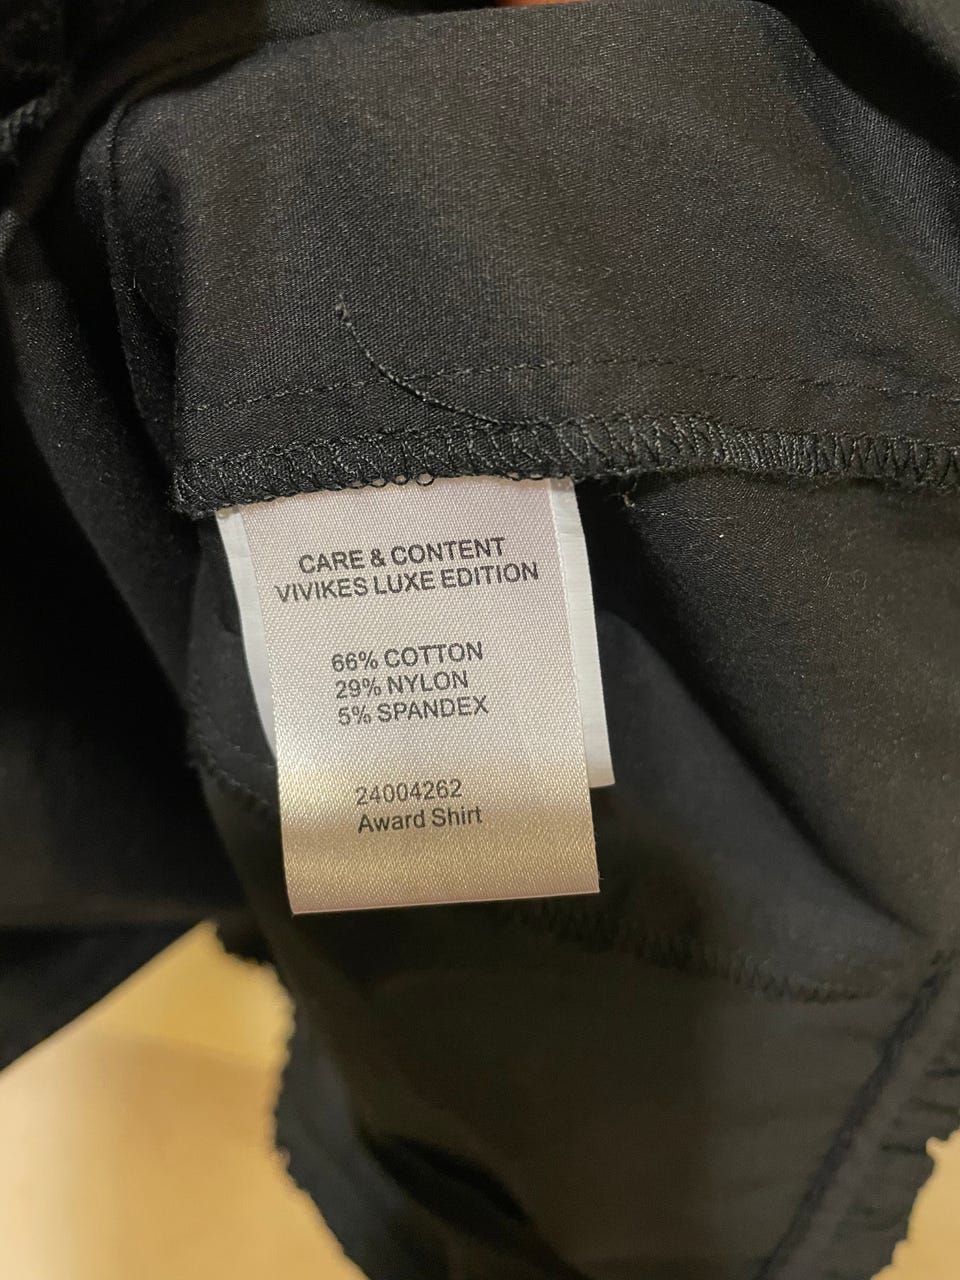 CARE & CONTENT
VIVIKES LUXE EDITION
66% COTTON
29% NYLON
5% SPANDEX
24004262
Award Shirt